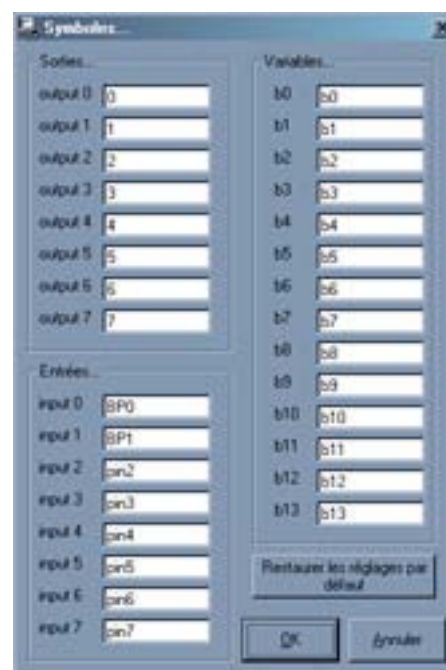 Symboles...
Sorties...
output 0 0
output 1 1
output 2 2
output 3 3
output 4 4
output 5 5
output 6 6
output 7 7
Entrées...
input 0 BP0
input 1 BP1
input 2 pin2
input 3 pin3
input 4 pin4
input 5 pin5
input 6 pin6
input 7 pin7
Variables...
b0 b0
b1 b1
b2 b2
b3 b3
b4 b4
b5 b5
b6 b6
b7 b7
b8 b8
b9 b9
b10 b10
b11 b11
b12 b12
b13 b13
Restaurer les réglages par
défaut
OK
Annuler